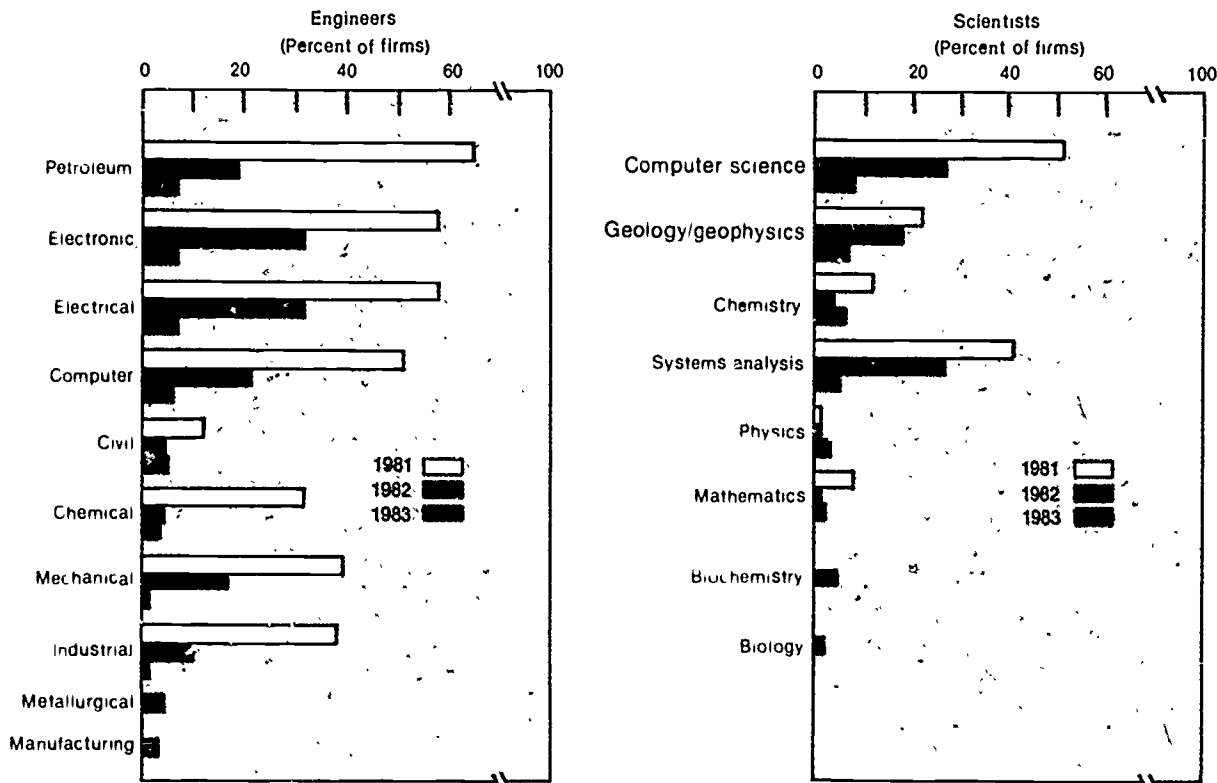 Engineers
(Percent of firms)
0 20 40 60 100
Petroleum
Electronic
Electrical
Computer
Civil
Chemical
Mechanical
Industrial
Metallurgical
Manufacturing
1981
1982
1983
Scientists
(Percent of firms)
0 20 40 60 100
Computer science
Geology/geophysics
Chemistry
Systems analysis
Physics
Mathematics
Biochemistry
Biology
1981
1982
1983